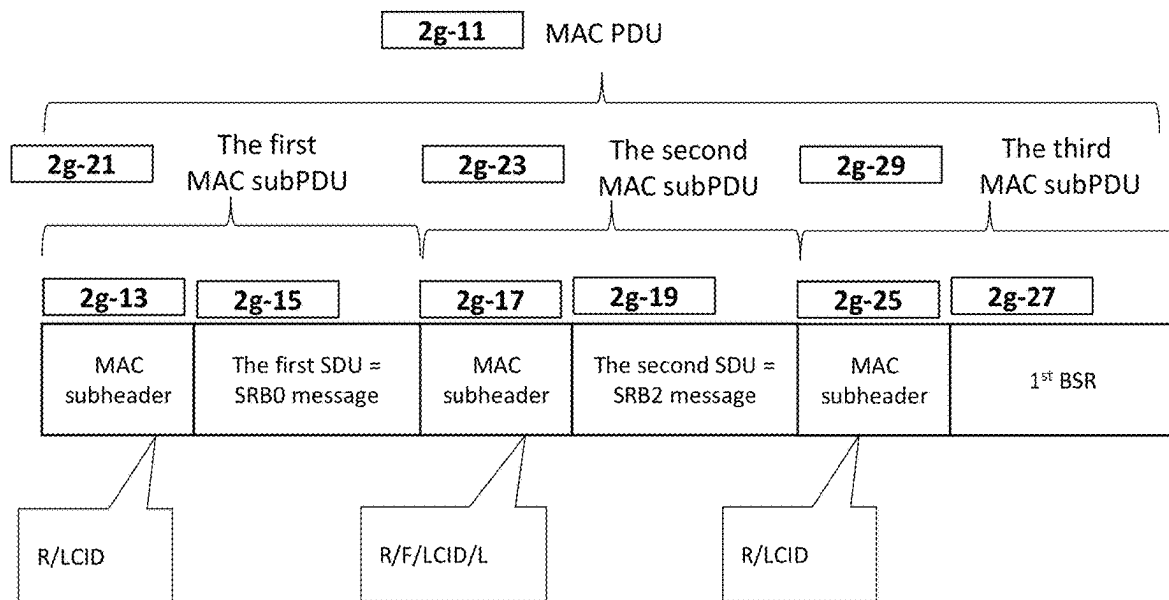 2g-11 MAC PDU
2g-21 The first MAC subPDU
2g-23 The second MAC subPDU
2g-29 The third MAC subPDU
2g-13 2g-15 2g-17 2g-19 2g-25 2g-27
MAC subheader
The first SDU =
SRB0 message
MAC subheader
The second SDU =
SRB2 message
MAC subheader
1st BSR
R/LCID
R/F/LCID/L
R/LCID